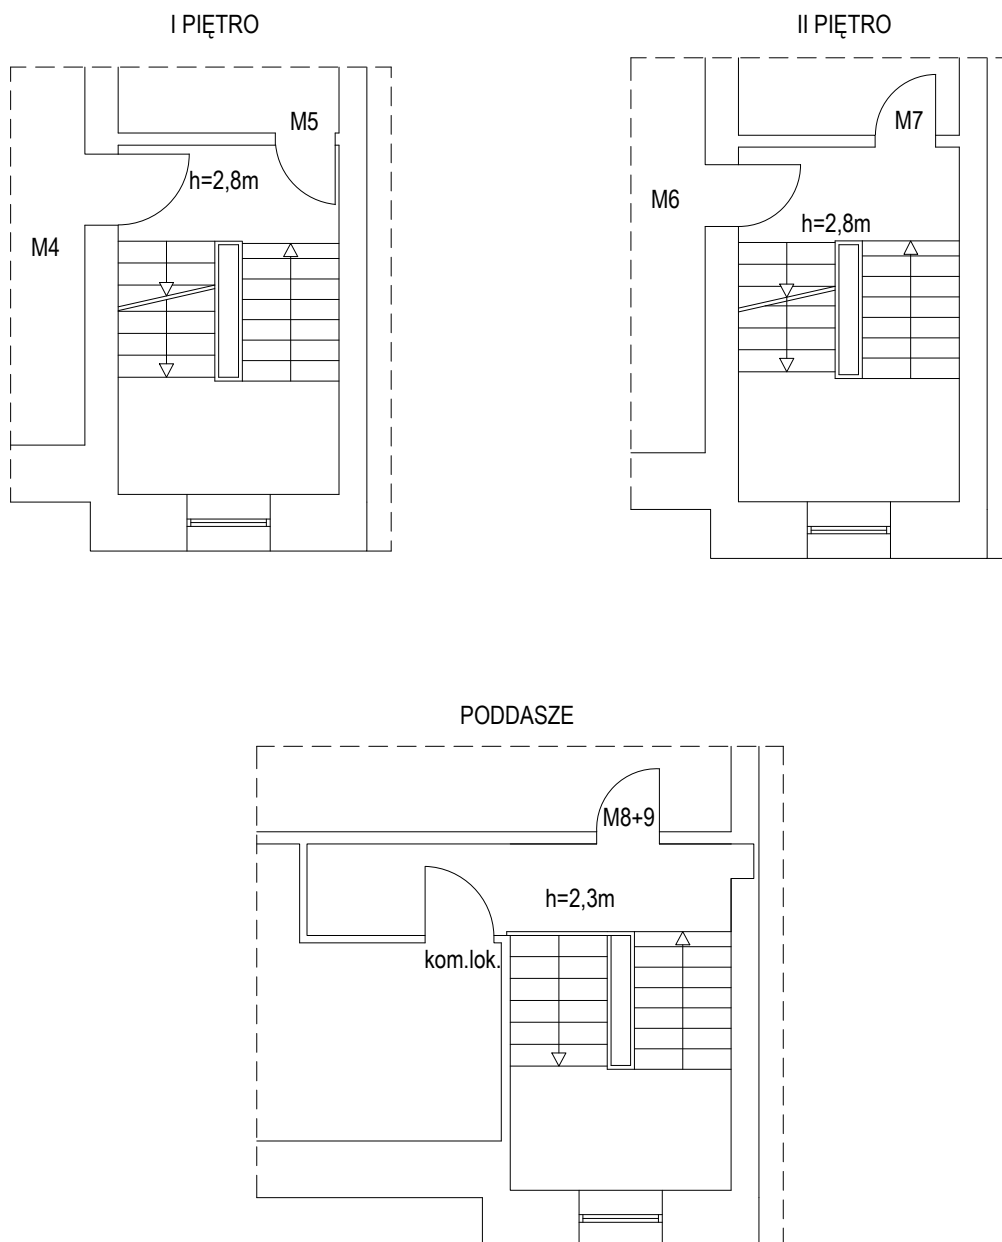 I PIĘTRO
M5
h=2,8m
M4
II PIĘTRO
M7
M6
h=2,8m
PODDASZE
M8+9
h=2,3m
kom.lok.